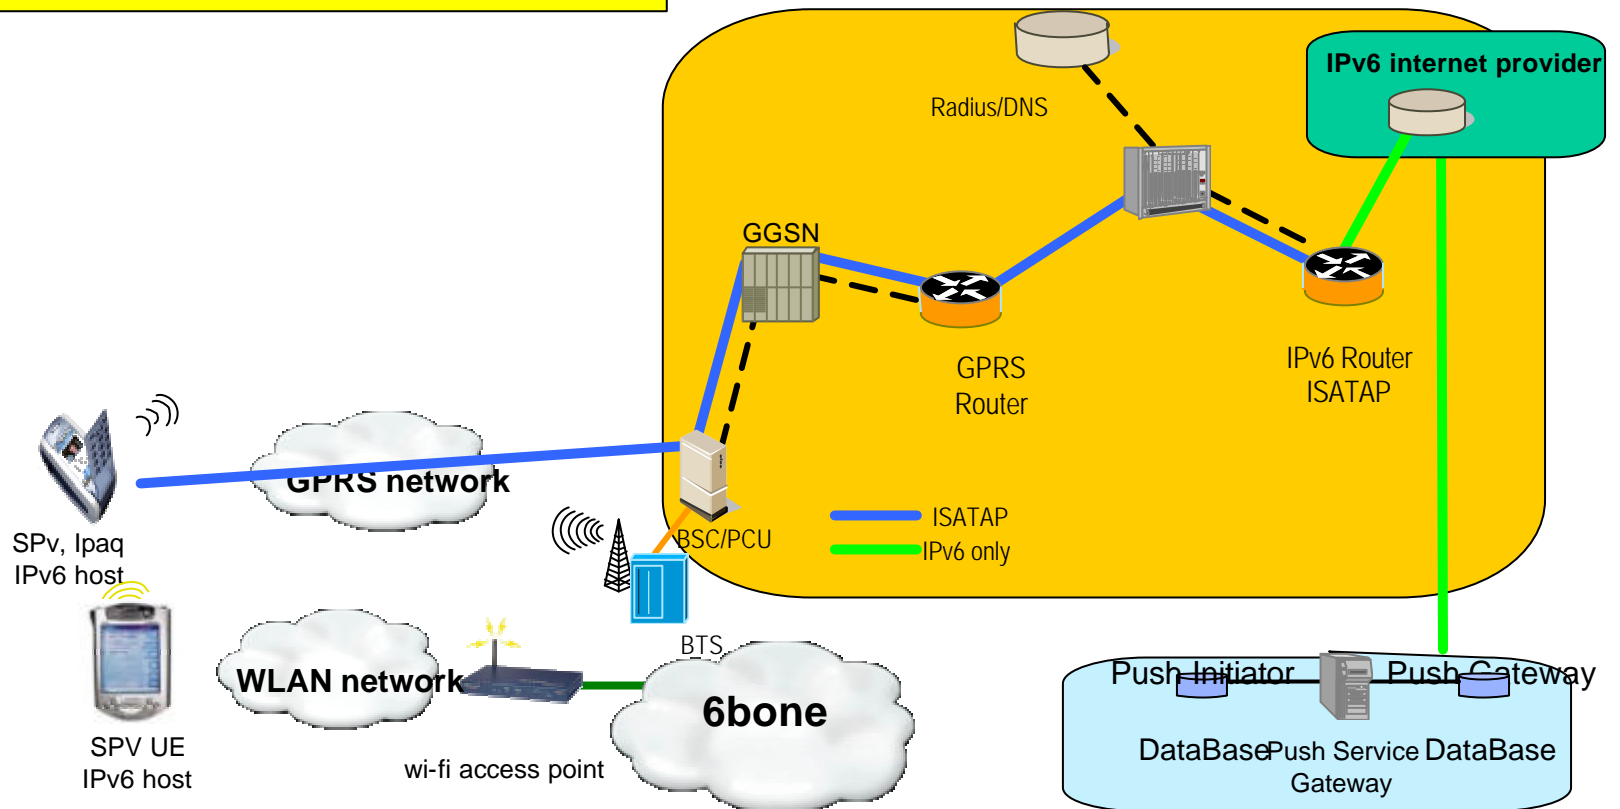 IPv6 internet provider
Radius/DNS
GGSN
GPRS
Router
IPv6 Router
ISATAP
GPRS network
SPv, Ipaq
IPv6 host
BSC/PCU
ISATAP
IPv6 only
BTS
WLAN network
6bone
Push Initiator
Push Gateway
SPV UE
IPv6 host
wi-fi access point
DataBase
Push Service
Gateway
DataBase